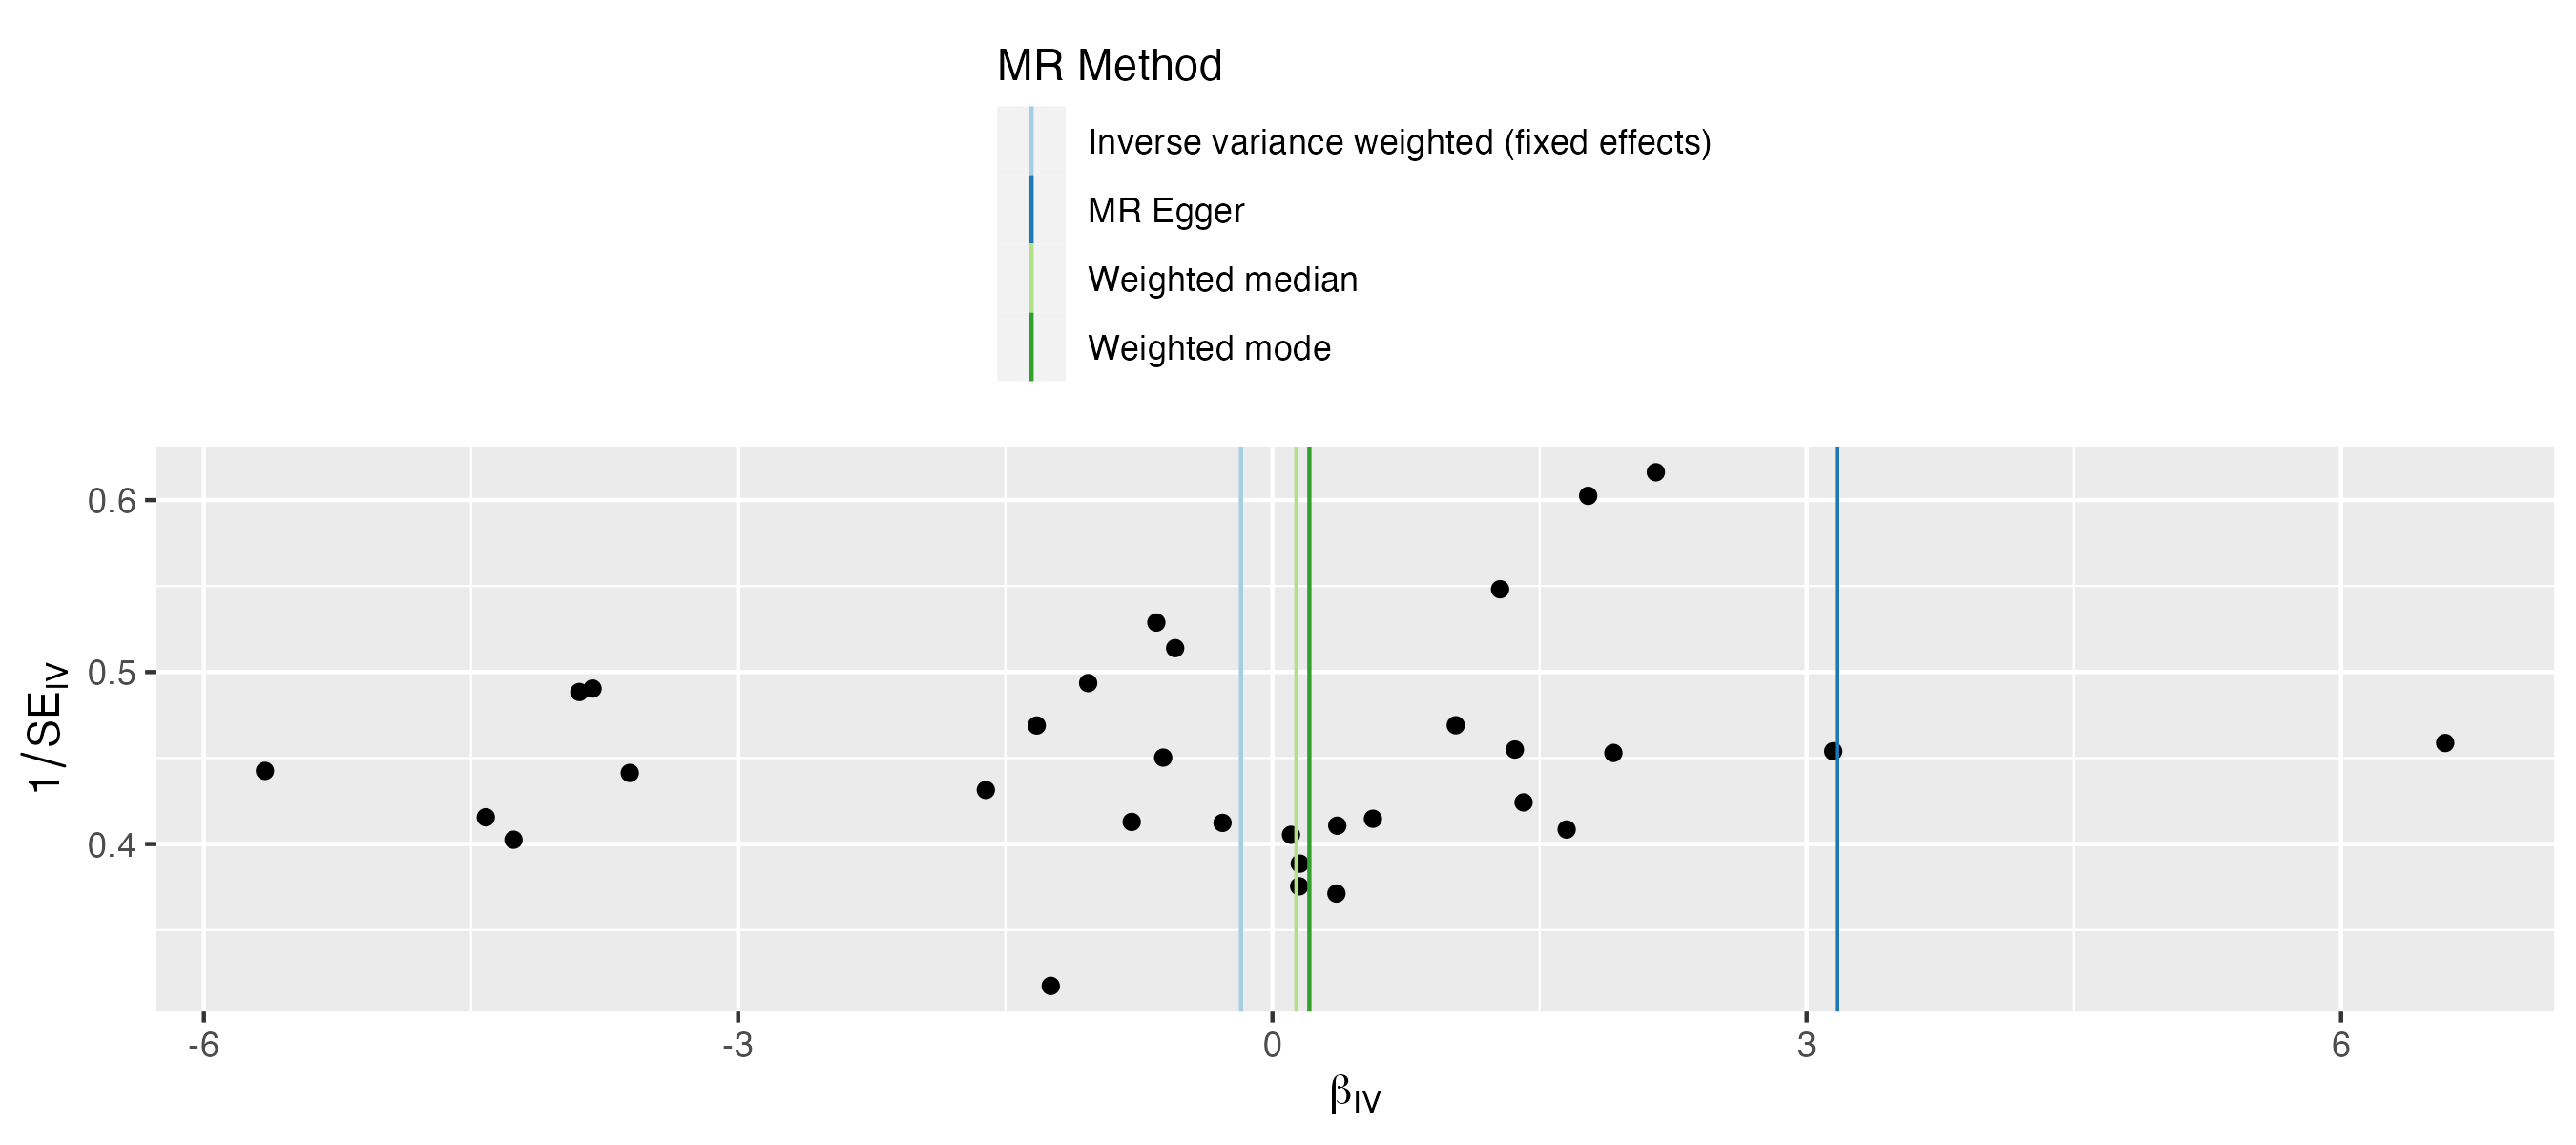 MR Method
Inverse variance weighted (fixed effects)
MR Egger
Weighted median
Weighted mode
0.6
0.5
0.4
1/SE_IV
-6 -3 0 3 6
β_IV